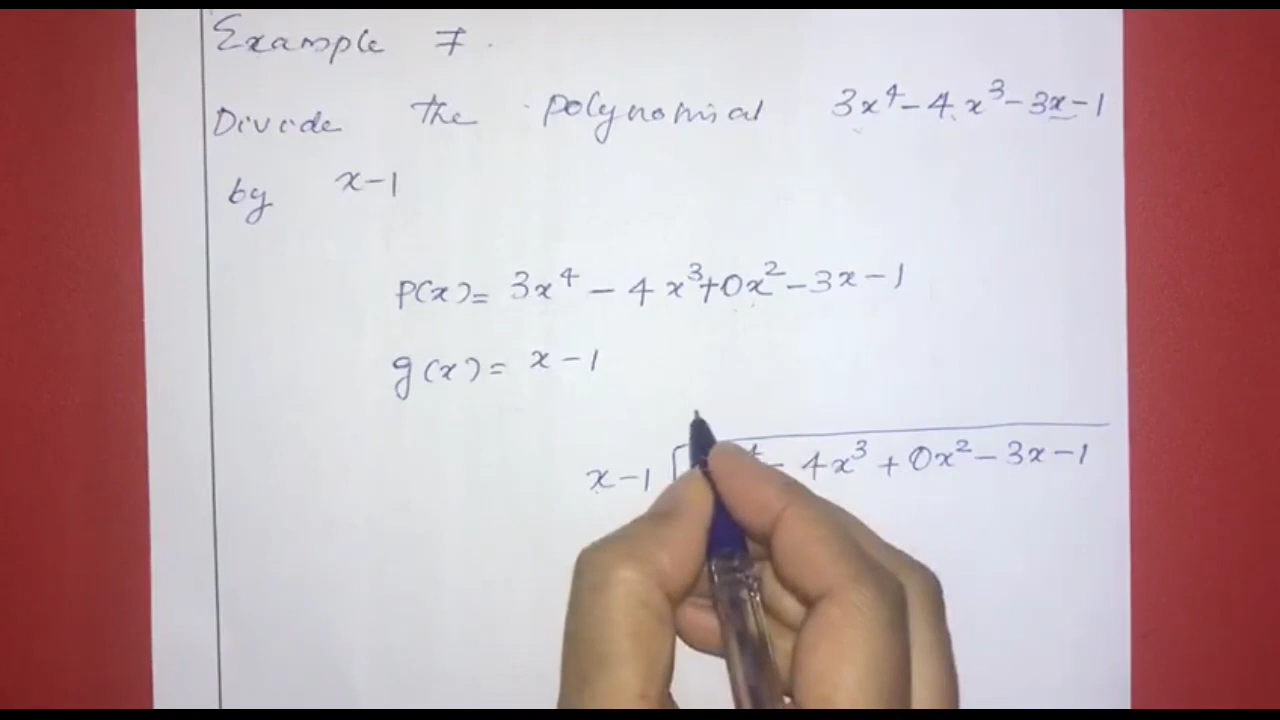 Example 7.
Divide the polynomial 3x⁴ - 4x³ - 3x - 1
by x-1
P(x) = 3x⁴ - 4x³ + 0x² - 3x - 1
g(x) = x - 1
x-1 - 4x³ + 0x² - 3x - 1